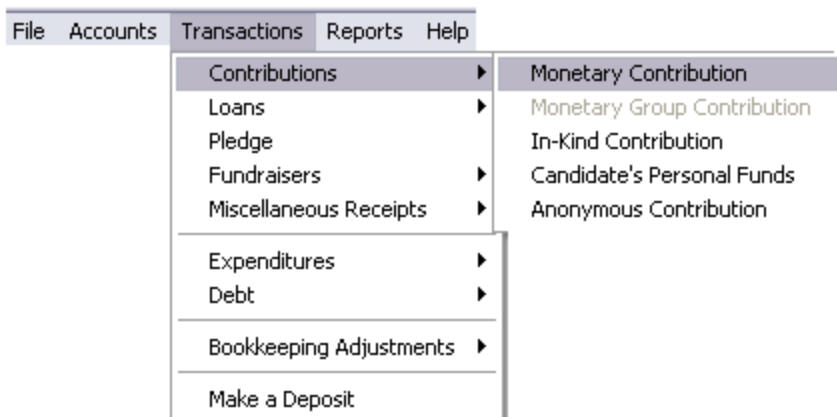 File Accounts Transactions Reports Help
Contributions
Loans
Pledge
Fundraisers
Miscellaneous Receipts
Expenditures
Debt
Bookkeeping Adjustments
Make a Deposit
Monetary Contribution
Monetary Group Contribution
In-Kind Contribution
Candidate's Personal Funds
Anonymous Contribution